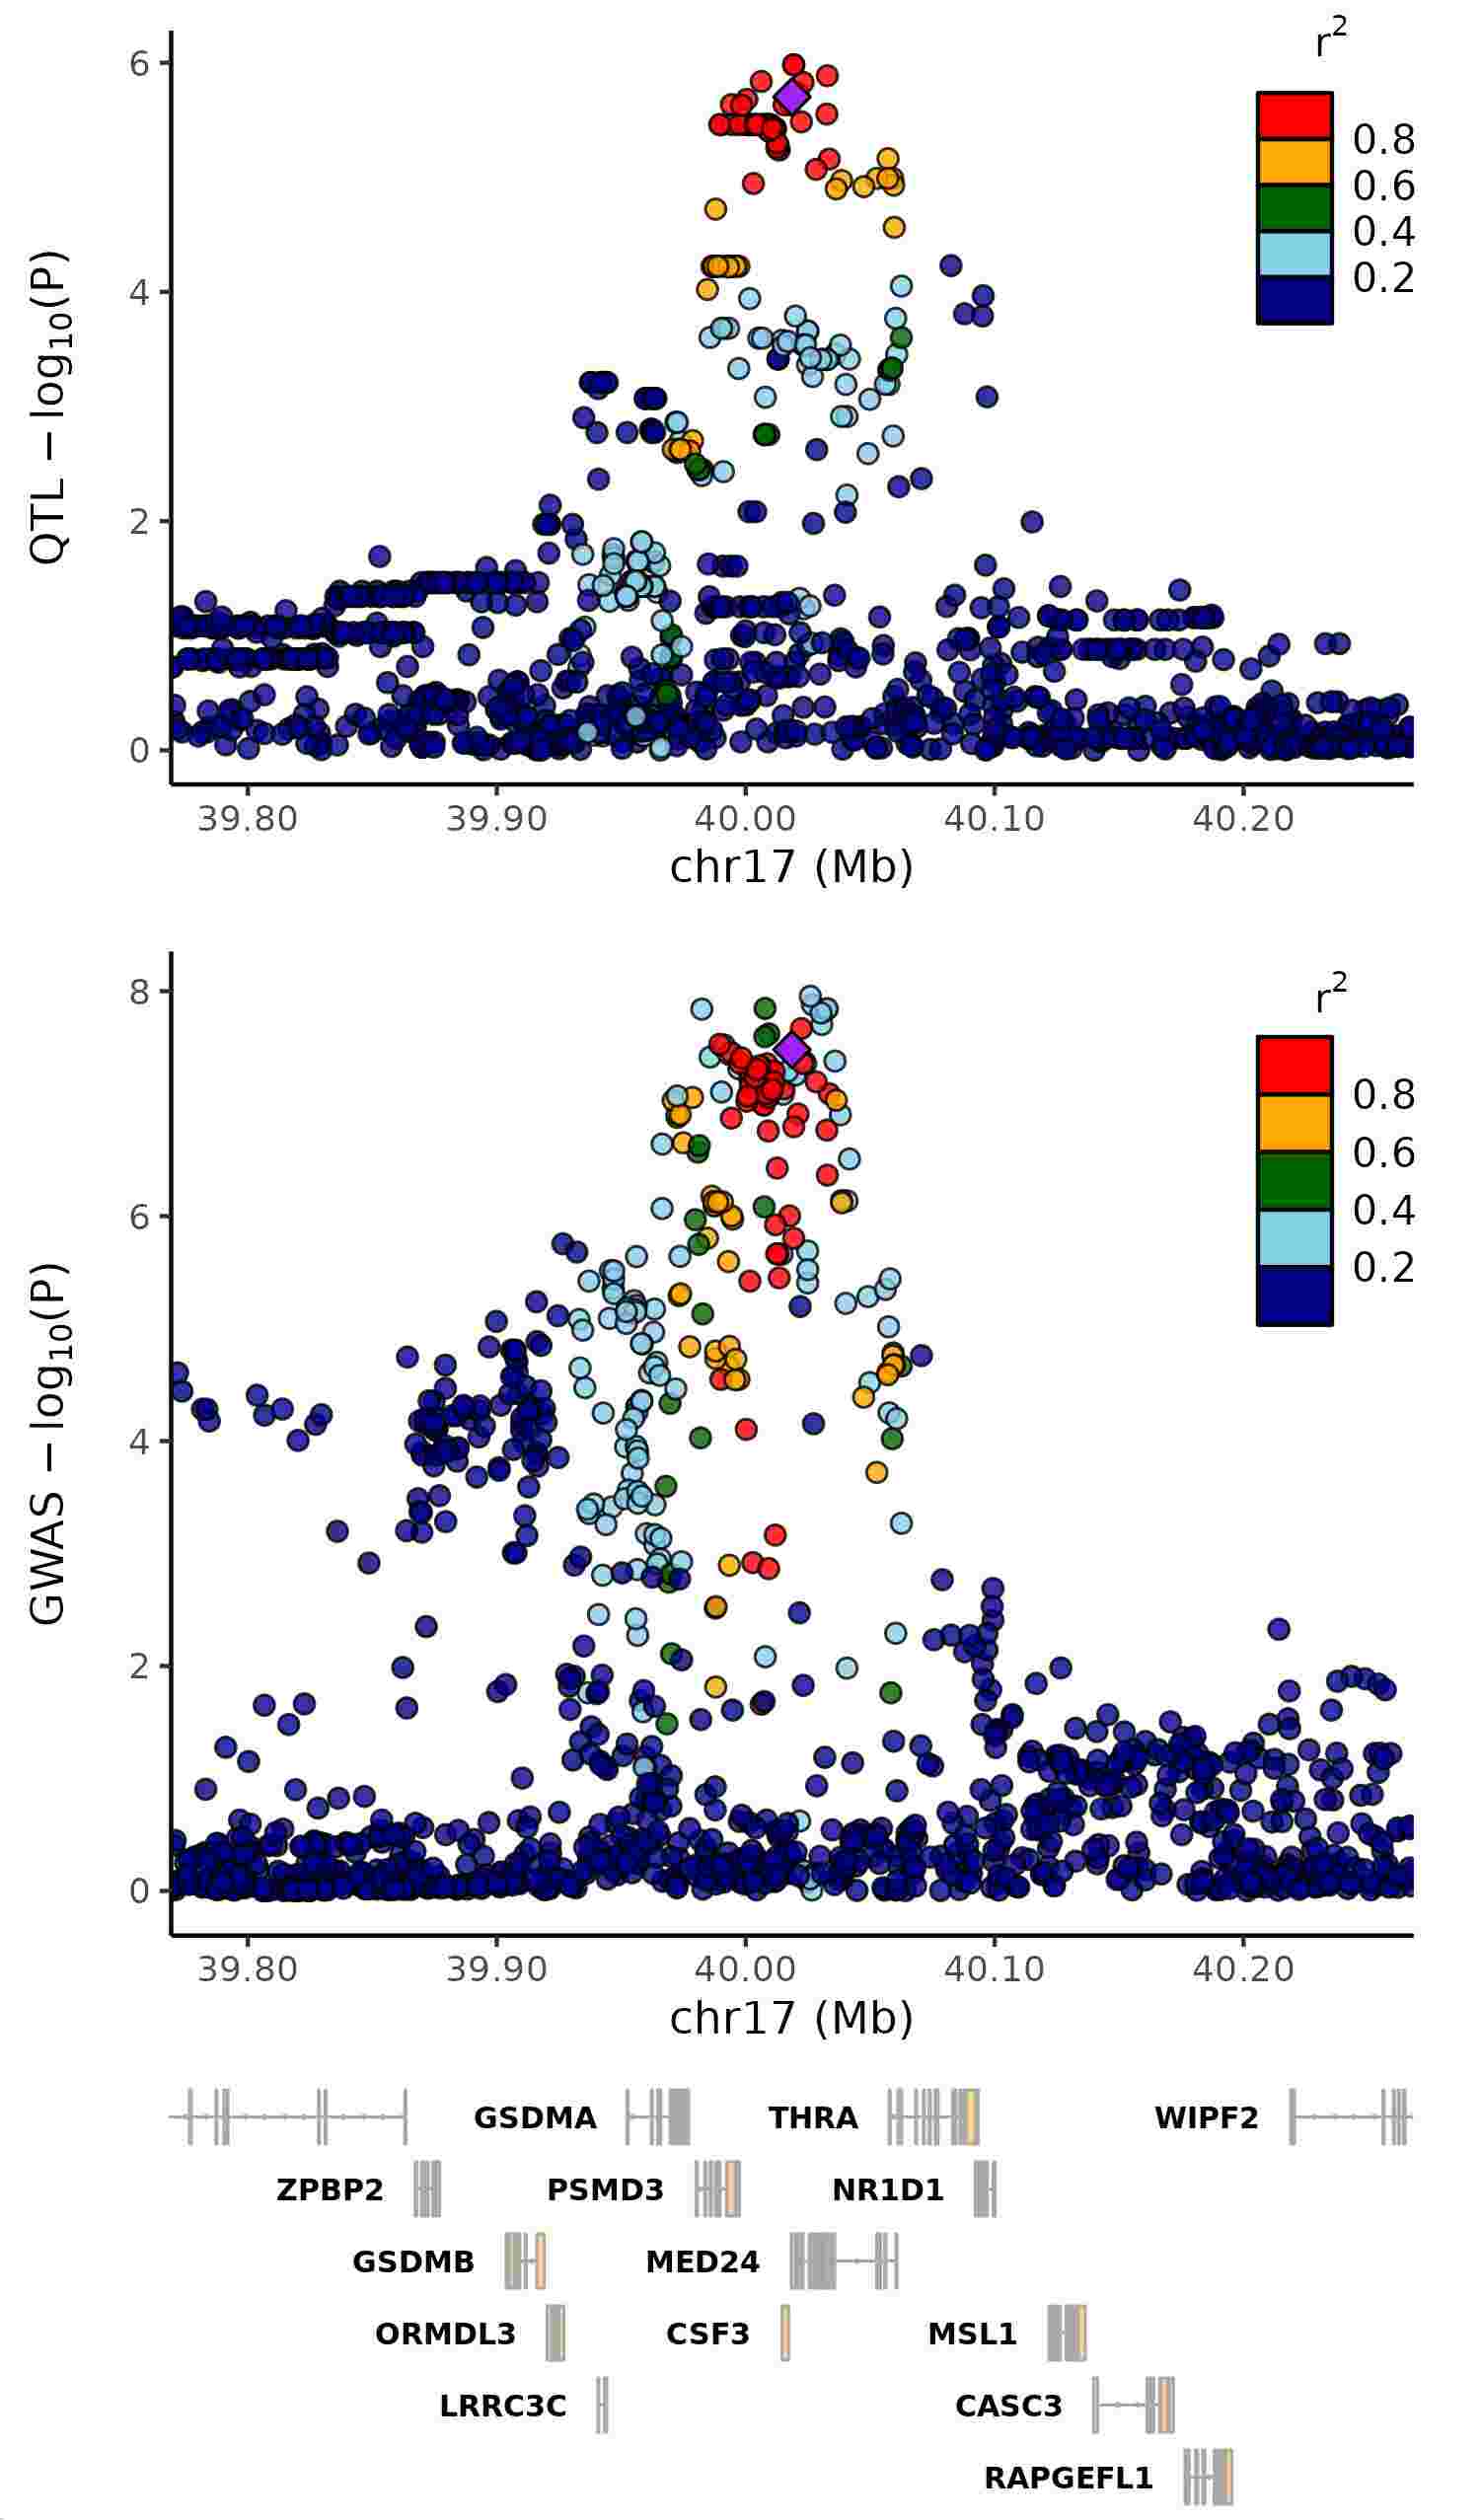 r²
6
4
2
0
QTL −log₁₀(P)
0.8
0.6
0.4
0.2
39.80 39.90 40.00 40.10 40.20
chr17 (Mb)
r²
8
6
4
2
0
GWAS −log₁₀(P)
0.8
0.6
0.4
0.2
39.80 39.90 40.00 40.10 40.20
chr17 (Mb)
GSDMA THRA WIPF2
ZPBP2 PSMD3 NR1D1
GSDMB MED24
ORMDL3 CSF3 MSL1
LRRC3C CASC3
RAPGEFL1